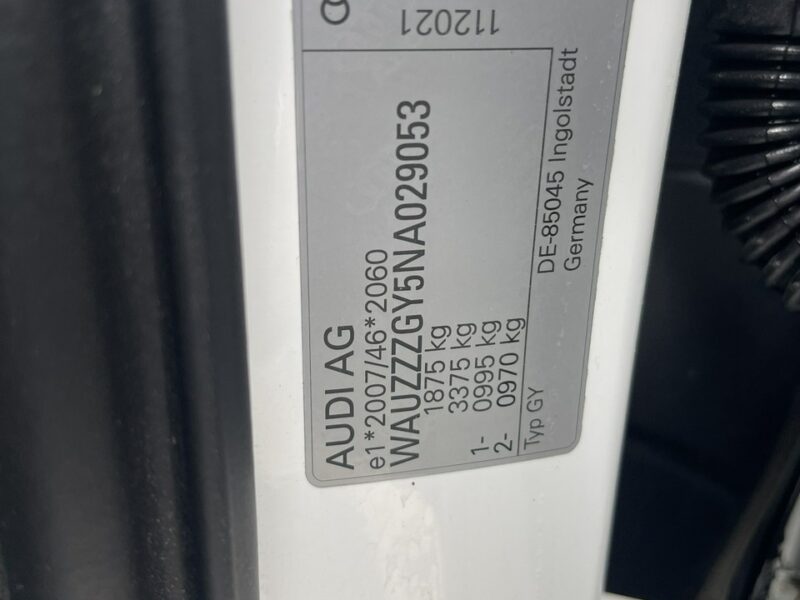 112021
AUDI AG
e1*2007/46*2060
WAUZZZGY5NA029053
1875 kg
3375 kg
1- 0995 kg
2- 0970 kg
Typ GY
DE-85045 Ingolstadt
Germany